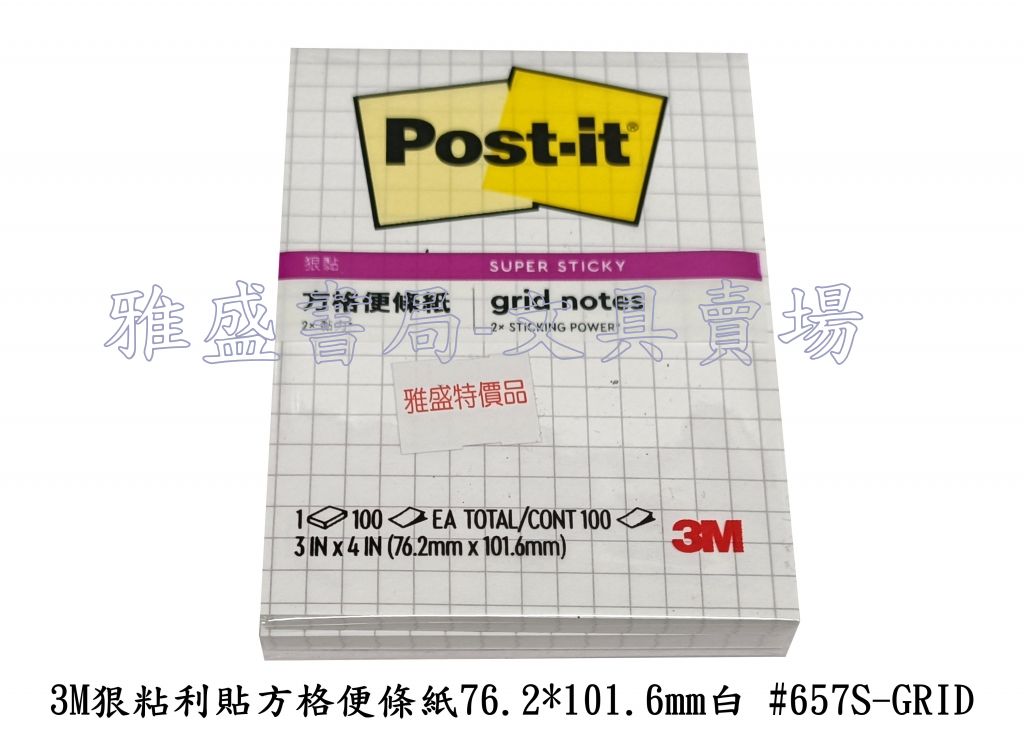 Post-it®
狠黏 SUPER STICKY
方格便條紙 grid notes
2× 黏力 2× STICKING POWER
雅盛書局-文具賣場
雅盛特價品
1 100 EA TOTAL/CONT 100
3 IN x 4 IN (76.2mm x 101.6mm)
3M
3M狠粘利貼方格便條紙76.2*101.6mm白 #657S-GRID